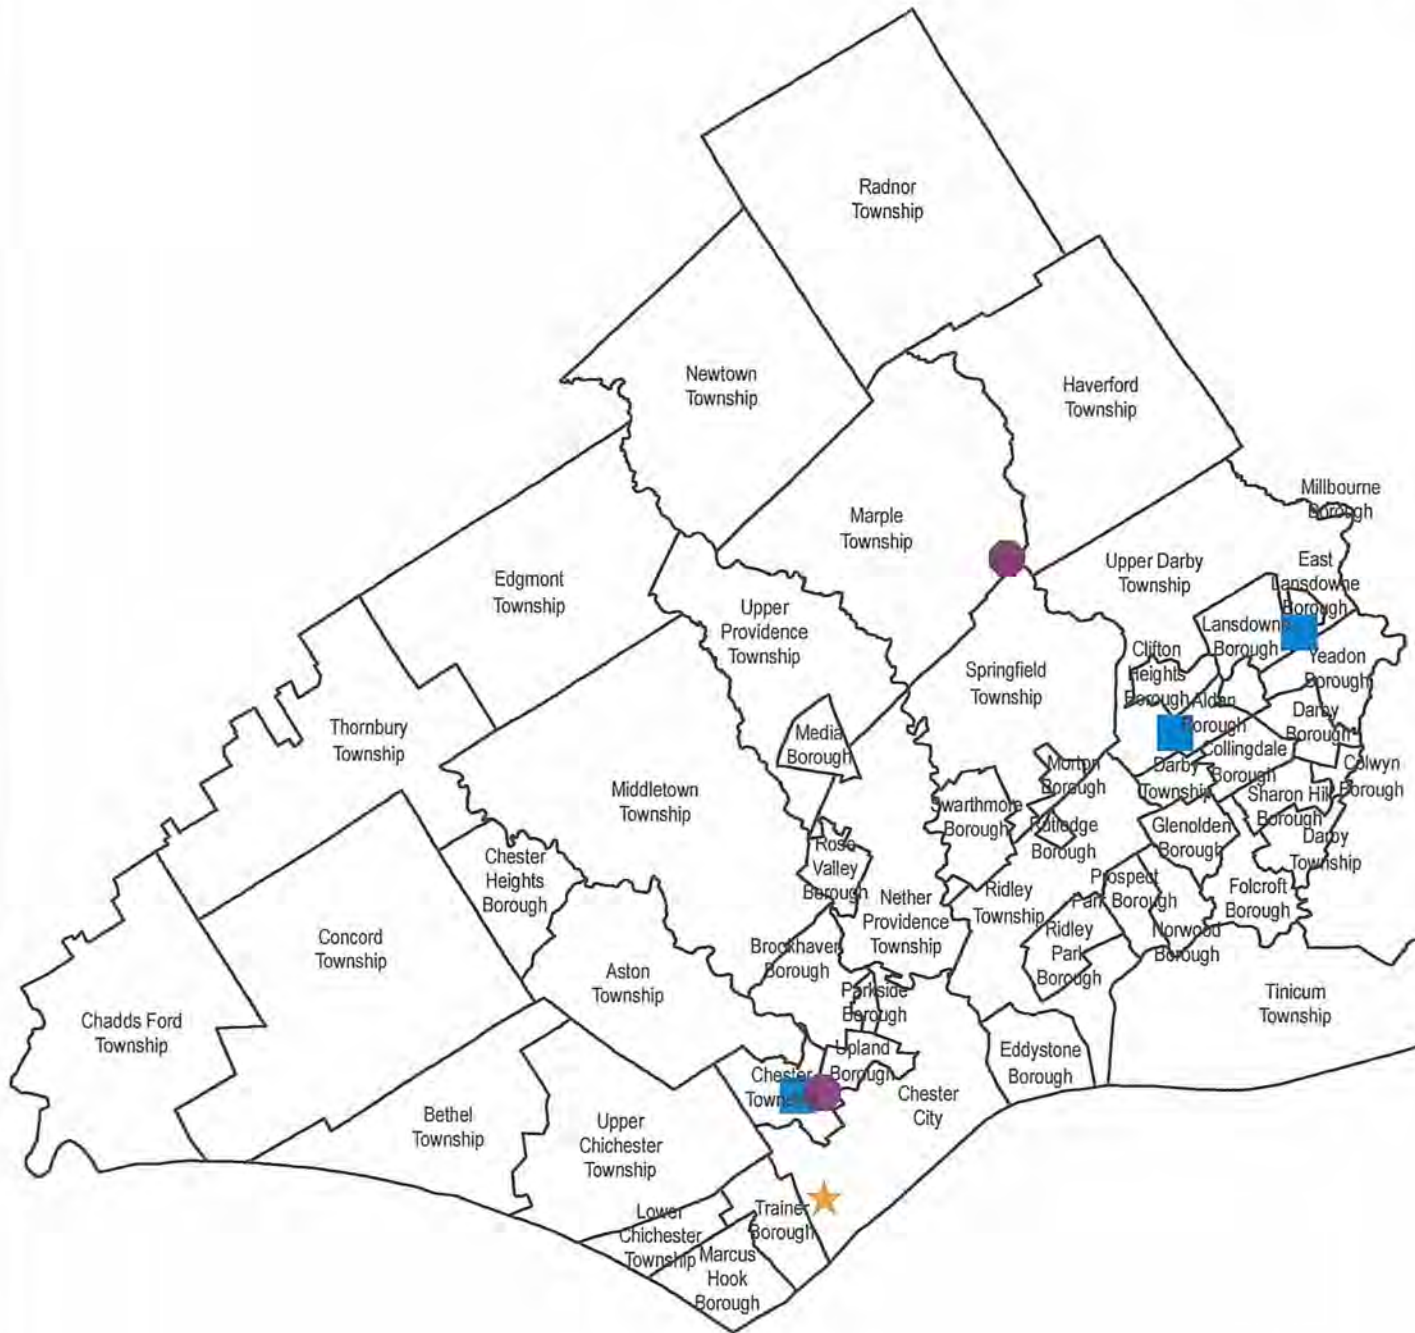 Radnor
Township
Newtown
Township
Haverford
Township
Millbourne
Borough
Marple
Township
Edgmont
Township
Upper Darby
Township
East
Lansdowne
Borough
Upper
Providence
Township
Lansdowne
Borough
Clifton
Heights
Borough
Yeadon
Borough
Springfield
Township
Aldan
Borough
Darby
Borough
Thornbury
Township
Media
Borough
Collingdale
Borough
Colwyn
Borough
Morton
Borough
Darby
Township
Sharon Hill
Borough
Middletown
Township
Swarthmore
Borough
Rutledge
Borough
Glenolden
Borough
Darby
Township
Chester
Heights
Borough
Rose
Valley
Borough
Prospect
Park Borough
Folcroft
Borough
Nether
Providence
Township
Ridley
Township
Ridley
Park
Borough
Norwood
Borough
Concord
Township
Brookhaven
Borough
Aston
Township
Parkside
Borough
Tinicum
Township
Chadds Ford
Township
Upland
Borough
Eddystone
Borough
Chester
Township
Chester
City
Bethel
Township
Upper
Chichester
Township
Lower
Chichester
Township
Trainer
Borough
Marcus
Hook
Borough